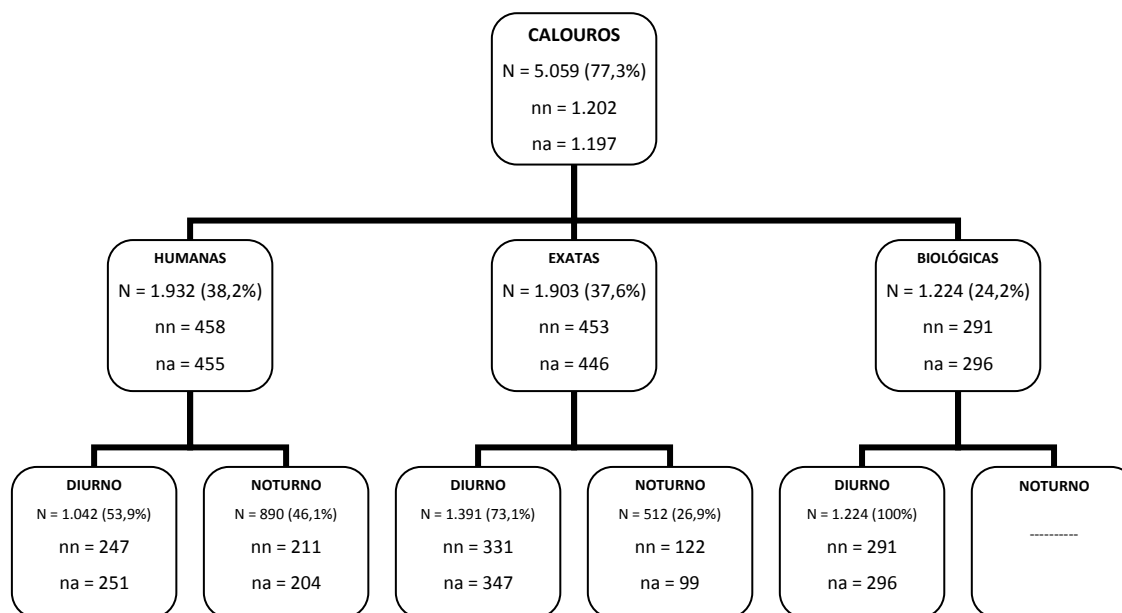 CALOUROS
N = 5.059 (77,3%)
nn = 1.202
na = 1.197
HUMANAS
N = 1.932 (38,2%)
nn = 458
na = 455
EXATAS
N = 1.903 (37,6%)
nn = 453
na = 446
BIOLÓGICAS
N = 1.224 (24,2%)
nn = 291
na = 296
DIURNO
N = 1.042 (53,9%)
nn = 247
na = 251
NOTURNO
N = 890 (46,1%)
nn = 211
na = 204
DIURNO
N = 1.391 (73,1%)
nn = 331
na = 347
NOTURNO
N = 512 (26,9%)
nn = 122
na = 99
DIURNO
N = 1.224 (100%)
nn = 291
na = 296
NOTURNO
----------